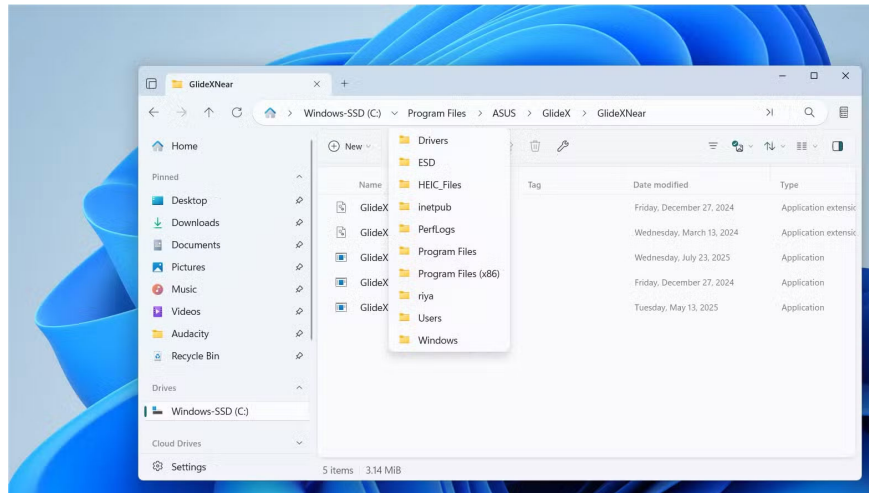 GlideXNear
Windows-SSD (C:) Program Files ASUS GlideX GlideXNear
Home
Pinned
Desktop
Downloads
Documents
Pictures
Music
Videos
Audacity
Recycle Bin
Drives
Windows-SSD (C:)
Cloud Drives
Settings
New
Drivers
ESD
HEIC_Files
inetpub
PerfLogs
Program Files
Program Files (x86)
riya
Users
Windows
Name Tag Date modified Type
GlideX Friday, December 27, 2024 Application extensio
GlideX Wednesday, March 13, 2024 Application extensio
GlideX Wednesday, July 23, 2025 Application
GlideX Friday, December 27, 2024 Application
GlideX Tuesday, May 13, 2025 Application
5 items 3.14 MiB